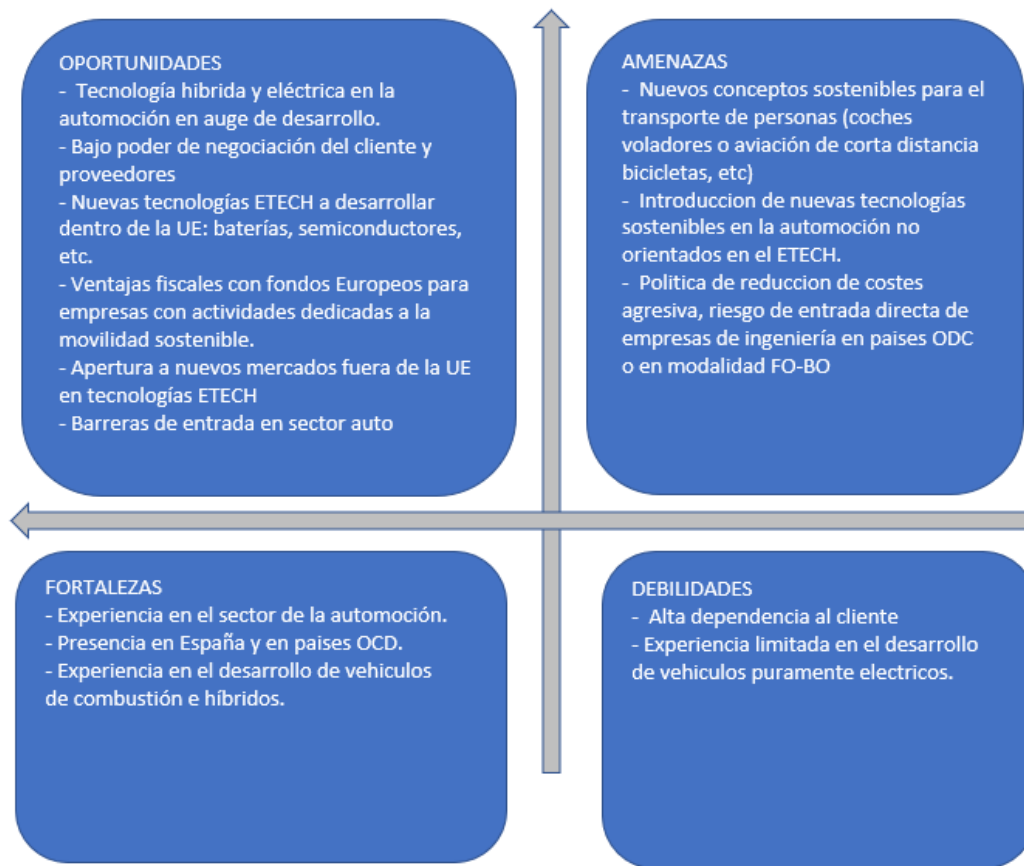 OPORTUNIDADES
- Tecnología hibrida y eléctrica en la
automoción en auge de desarrollo.
- Bajo poder de negociación del cliente y
proveedores
- Nuevas tecnologías ETECH a desarrollar
dentro de la UE: baterías, semiconductores,
etc.
- Ventajas fiscales con fondos Europeos para
empresas con actividades dedicadas a la
movilidad sostenible.
- Apertura a nuevos mercados fuera de la UE
en tecnologías ETECH
- Barreras de entrada en sector auto
AMENAZAS
- Nuevos conceptos sostenibles para el
transporte de personas (coches
voladores o aviación de corta distancia
bicicletas, etc)
- Introduccion de nuevas tecnologías
sostenibles en la automoción no
orientados en el ETECH.
- Politica de reduccion de costes
agresiva, riesgo de entrada directa de
empresas de ingeniería en paises ODC
o en modalidad FO-BO
FORTALEZAS
- Experiencia en el sector de la automoción.
- Presencia en España y en paises OCD.
- Experiencia en el desarrollo de vehiculos
de combustión e híbridos.
DEBILIDADES
- Alta dependencia al cliente
- Experiencia limitada en el desarrollo
de vehiculos puramente electricos.